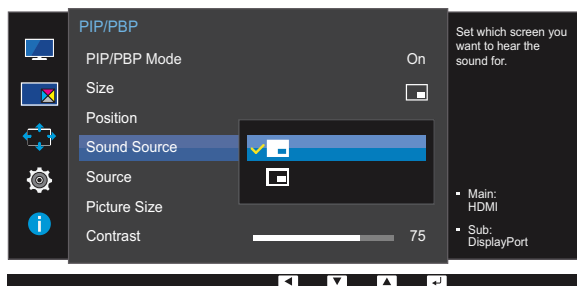 PIP/PBP
PIP/PBP Mode On
Size
Position
Sound Source
Source
Picture Size
Contrast 75
Set which screen you
want to hear the
sound for.
Main:
HDMI
Sub:
DisplayPort